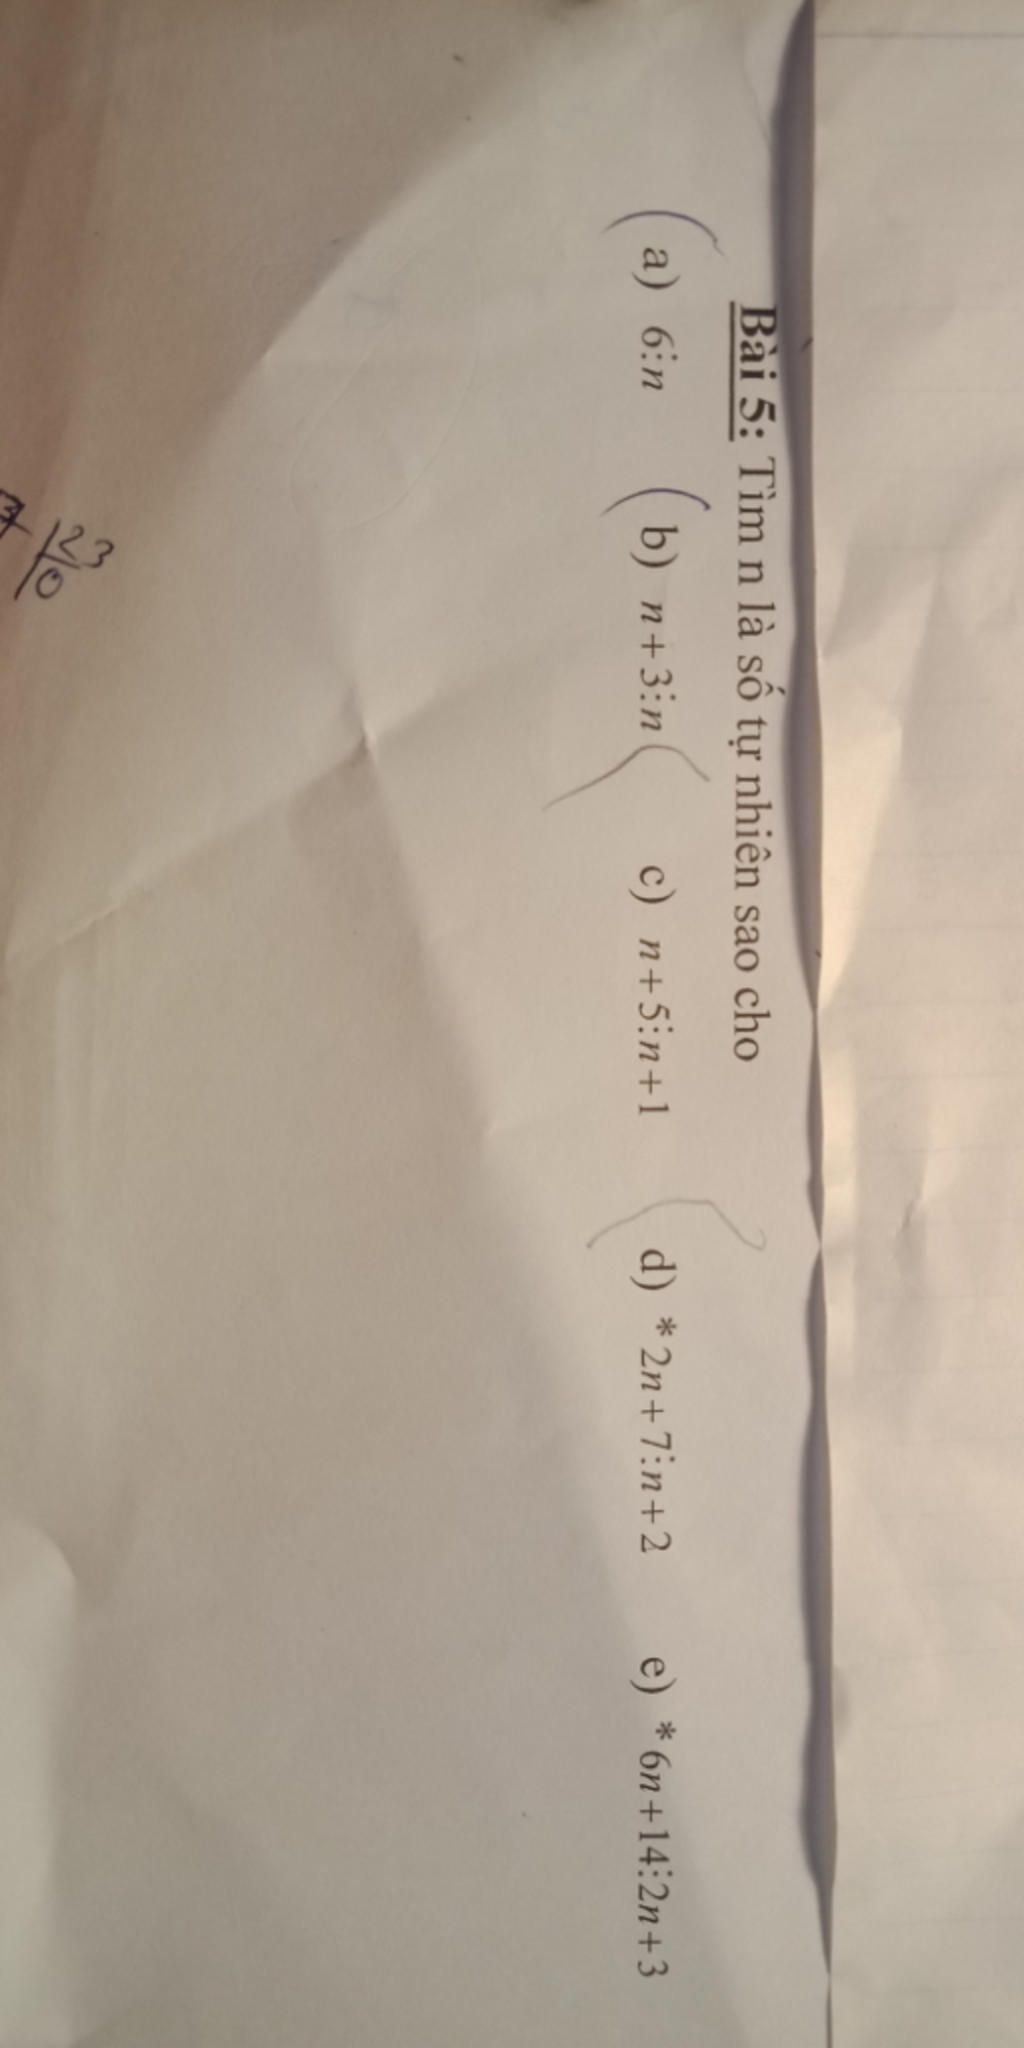 Bài 5: Tìm n là số tự nhiên sao cho
a) 6⋮n b) n+3⋮n c) n+5⋮n+1 d) *2n+7⋮n+2 e) *6n+14⋮2n+3
123